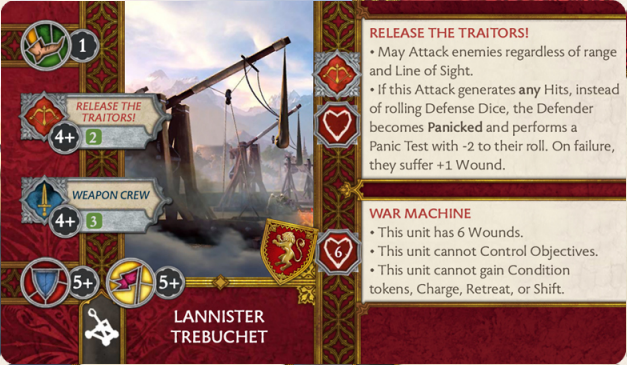 1
RELEASE THE
TRAITORS!
4+ 2
WEAPON CREW
4+ 3
5+ 5+
LANNISTER
TREBUCHET
RELEASE THE TRAITORS!
• May Attack enemies regardless of range
and Line of Sight.
• If this Attack generates any Hits, instead
of rolling Defense Dice, the Defender
becomes Panicked and performs a
Panic Test with -2 to their roll. On failure,
they suffer +1 Wound.
6
WAR MACHINE
• This unit has 6 Wounds.
• This unit cannot Control Objectives.
• This unit cannot gain Condition
tokens, Charge, Retreat, or Shift.